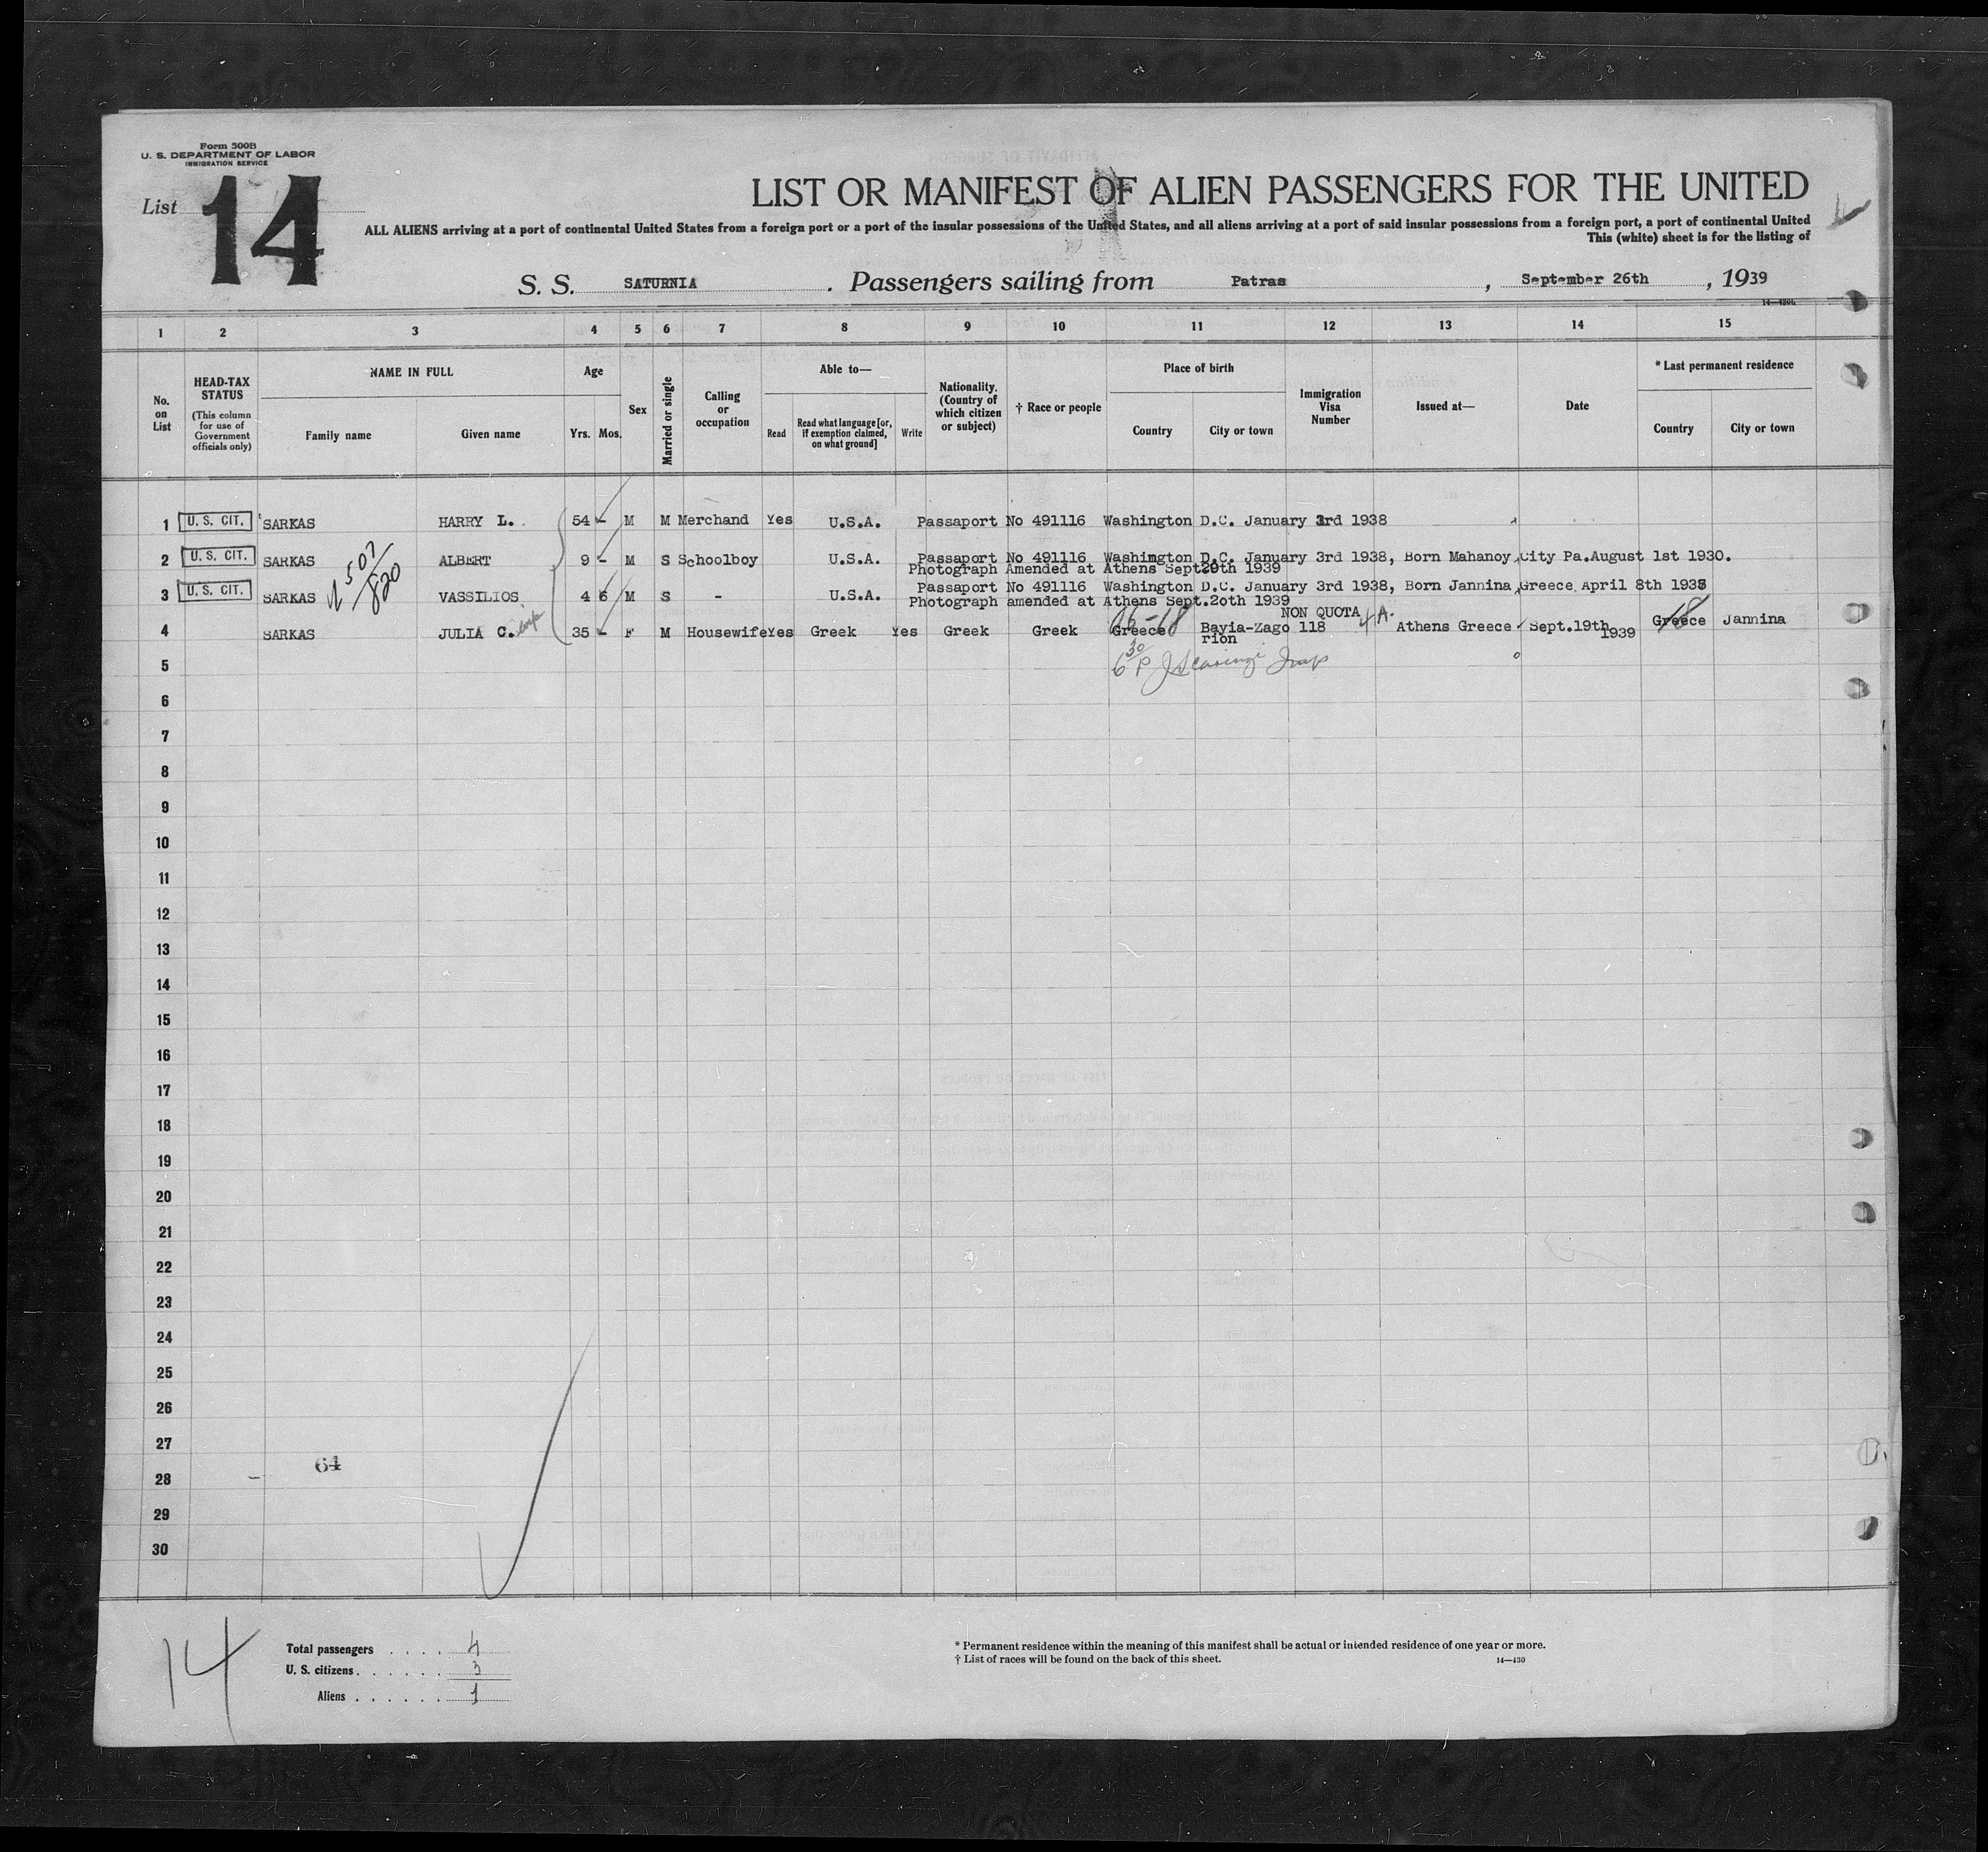 Form 500B
U. S. DEPARTMENT OF LABOR
IMMIGRATION SERVICE
List 14
LIST OR MANIFEST OF ALIEN PASSENGERS FOR THE UNITED
ALL ALIENS arriving at a port of continental United States from a foreign port or a port of the insular possessions of the United States, and all aliens arriving at a port of said insular possessions from a foreign port, a port of continental United
This (white) sheet is for the listing of
S. S. SATURNIA . Passengers sailing from Patras , September 26th , 1939
1 2 3 4 5 6 7 8 9 10 11 12 13 14 15
No. on List
HEAD-TAX STATUS
(This column for use of Government officials only)
NAME IN FULL
Family name Given name
Age
Yrs. Mos.
Sex
Married or single
Calling or occupation
Able to—
Read Read what language [or, if exemption claimed, on what ground] Write
Nationality. (Country of which citizen or subject)
† Race or people
Place of birth
Country City or town
Immigration Visa Number
Issued at—
Date
* Last permanent residence
Country City or town
1 U. S. CIT. SARKAS HARRY L. 54 - M M Merchand Yes U.S.A. Passaport No 491116 Washington D.C. January 3rd 1938
2 U. S. CIT. SARKAS ALBERT 9 - M S Schoolboy U.S.A. Passaport No 491116 Washington D.C. January 3rd 1938, Born Mahanoy City Pa.August 1st 1930.
Photograph Amended at Athens Sept20th 1939
3 U. S. CIT. SARKAS VASSILIOS 4 6 M S - U.S.A. Passaport No 491116 Washington D.C. January 3rd 1938, Born Jannina Greece April 8th 1935
Photograph amended at Athens Sept.20th 1939
507
820
NON QUOTA 4A.
4 SARKAS JULIA C. 35 - F M Housewife Yes Greek Yes Greek Greek Greece Bayia-Zagorion 118 Athens Greece Sept.19th 1939 Greece Jannina
5
6
7
8
9
10
11
12
13
14
15
16
17
18
19
20
21
22
23
24
25
26
27
28
29
30
64
14
Total passengers . . . . 4
U. S. citizens . . . . . . 3
Aliens . . . . . . 1
* Permanent residence within the meaning of this manifest shall be actual or intended residence of one year or more.
† List of races will be found on the back of this sheet.
14—430